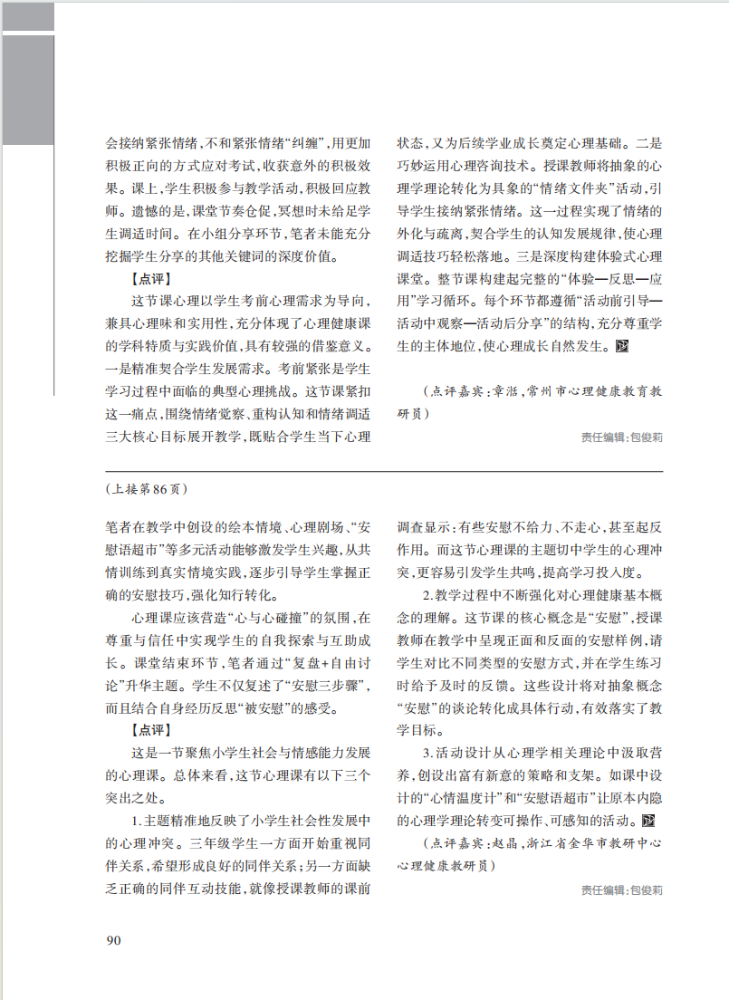 会接纳紧张情绪,不和紧张情绪“纠缠”,用更加
积极正向的方式应对考试,收获意外的积极效
果。课上,学生积极参与教学活动,积极回应教
师。遗憾的是,课堂节奏仓促,冥想时未给足学
生调适时间。在小组分享环节,笔者未能充分
挖掘学生分享的其他关键词的深度价值。
【点评】
这节课心理以学生考前心理需求为导向,
兼具心理味和实用性,充分体现了心理健康课
的学科特质与实践价值,具有较强的借鉴意义。
一是精准契合学生发展需求。考前紧张是学生
学习过程中面临的典型心理挑战。这节课紧扣
这一痛点,围绕情绪觉察、重构认知和情绪调适
三大核心目标展开教学,既贴合学生当下心理
状态,又为后续学业成长奠定心理基础。二是
巧妙运用心理咨询技术。授课教师将抽象的心
理学理论转化为具象的“情绪文件夹”活动,引
导学生接纳紧张情绪。这一过程实现了情绪的
外化与疏离,契合学生的认知发展规律,使心理
调适技巧轻松落地。三是深度构建体验式心理
课堂。整节课构建起完整的“体验—反思—应
用”学习循环。每个环节都遵循“活动前引导—
活动中观察—活动后分享”的结构,充分尊重学
生的主体地位,使心理成长自然发生。
(点评嘉宾:章湉,常州市心理健康教育教
研员)
责任编辑:包俊莉
(上接第86页)
笔者在教学中创设的绘本情境、心理剧场、“安
慰语超市”等多元活动能够激发学生兴趣,从共
情训练到真实情境实践,逐步引导学生掌握正
确的安慰技巧,强化知行转化。
心理课应该营造“心与心碰撞”的氛围,在
尊重与信任中实现学生的自我探索与互助成
长。课堂结束环节,笔者通过“复盘+自由讨
论”升华主题。学生不仅复述了“安慰三步骤”,
而且结合自身经历反思“被安慰”的感受。
【点评】
这是一节聚焦小学生社会与情感能力发展
的心理课。总体来看,这节心理课有以下三个
突出之处。
1.主题精准地反映了小学生社会性发展中
的心理冲突。三年级学生一方面开始重视同
伴关系,希望形成良好的同伴关系;另一方面缺
乏正确的同伴互动技能,就像授课教师的课前
调查显示:有些安慰不给力、不走心,甚至起反
作用。而这节心理课的主题切中学生的心理冲
突,更容易引发学生共鸣,提高学习投入度。
2.教学过程中不断强化对心理健康基本概
念的理解。这节课的核心概念是“安慰”,授课
教师在教学中呈现正面和反面的安慰样例,请
学生对比不同类型的安慰方式,并在学生练习
时给予及时的反馈。这些设计将对抽象概念
“安慰”的谈论转化成具体行动,有效落实了教
学目标。
3.活动设计从心理学相关理论中汲取营
养,创设出富有新意的策略和支架。如课中设
计的“心情温度计”和“安慰语超市”让原本内隐
的心理学理论转变可操作、可感知的活动。
(点评嘉宾:赵晶,浙江省金华市教研中心
心理健康教研员)
责任编辑:包俊莉
90